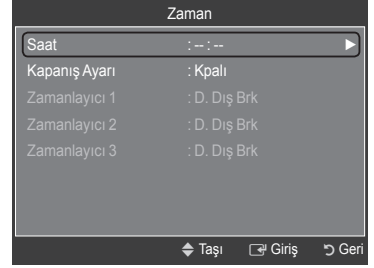 Zaman
Saat : -- : --
Kapanış Ayarı : Kpalı
Zamanlayıcı 1 : D. Dış Brk
Zamanlayıcı 2 : D. Dış Brk
Zamanlayıcı 3 : D. Dış Brk
Taşı Giriş Geri